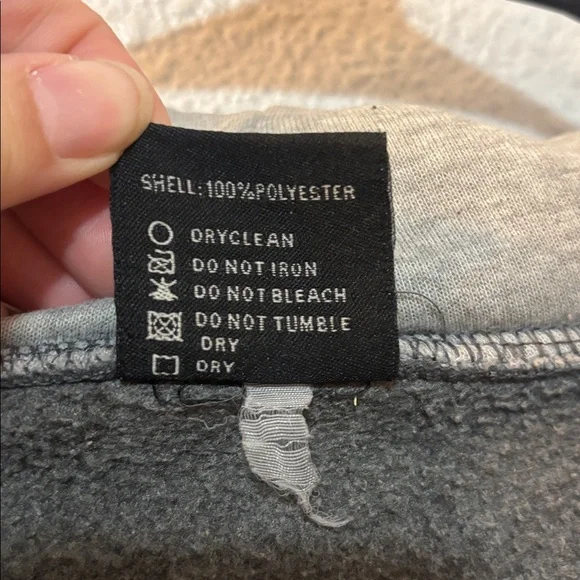 SHELL:100%POLYESTER
DRYCLEAN
DO NOT IRON
DO NOT BLEACH
DO NOT TUMBLE
DRY
DRY